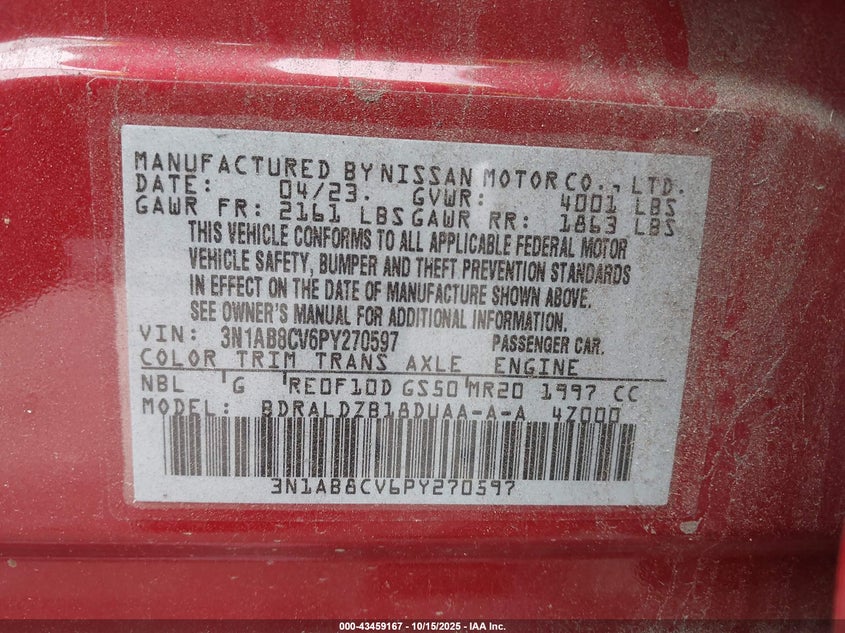 MANUFACTURED BY NISSAN MOTOR CO., LTD.
DATE: 04/23. GVWR: 4001 LBS
GAWR FR: 2161 LBS GAWR RR: 1863 LBS
THIS VEHICLE CONFORMS TO ALL APPLICABLE FEDERAL MOTOR
VEHICLE SAFETY, BUMPER AND THEFT PREVENTION STANDARDS
IN EFFECT ON THE DATE OF MANUFACTURE SHOWN ABOVE.
SEE OWNER'S MANUAL FOR ADDITIONAL INFORMATION.
VIN: 3N1AB8CV6PY270597 PASSENGER CAR.
COLOR TRIM TRANS AXLE ENGINE
NBL G RE0F10D GS50 MR20 1997 CC
MODEL: BDRALDZB18DUAA-A-A 4Z000
3N1AB8CV6PY270597
000-43459167 - 10/15/2025 - IAA Inc.